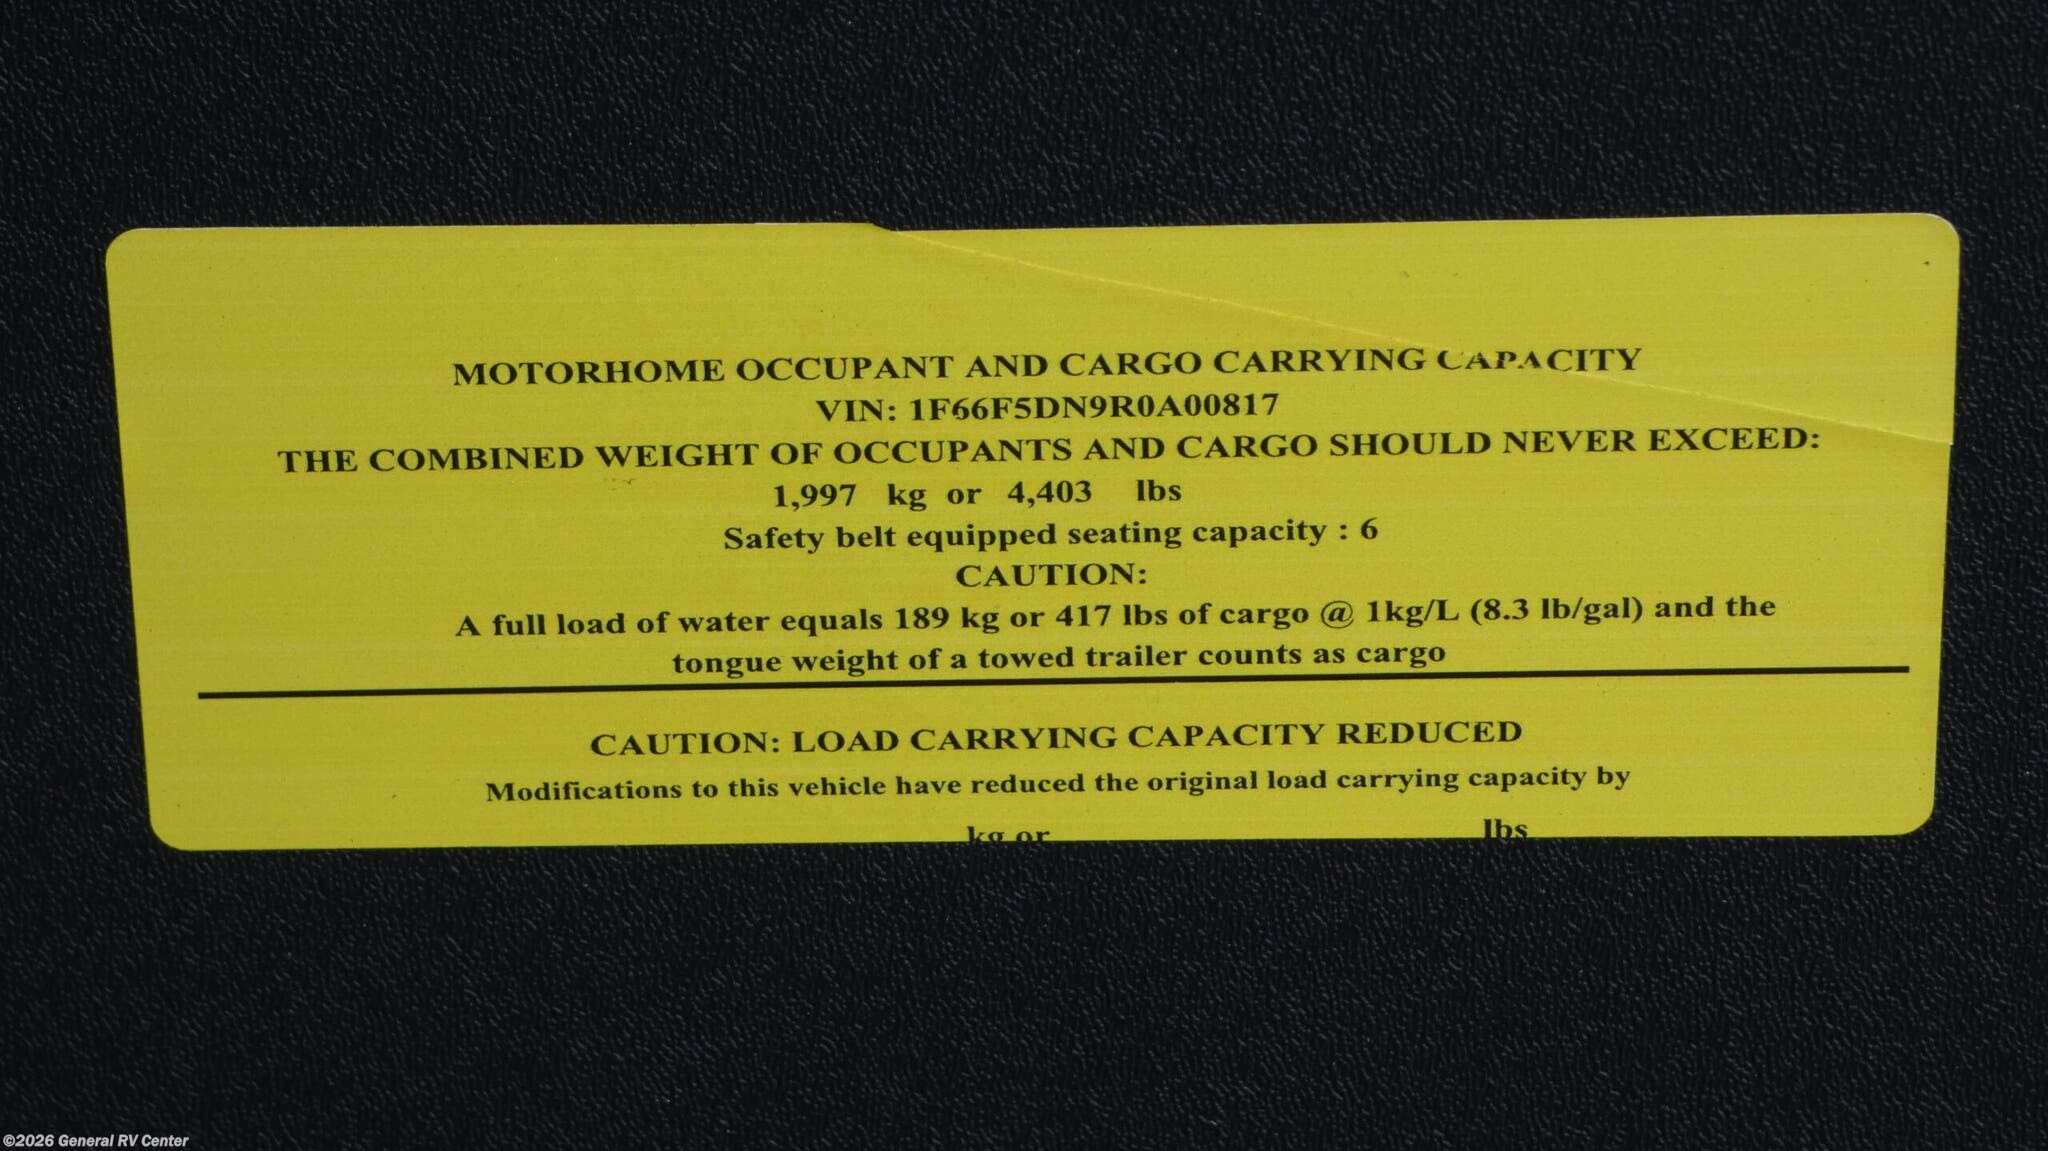 MOTORHOME OCCUPANT AND CARGO CARRYING CAPACITY
VIN: 1F66F5DN9R0A00817
THE COMBINED WEIGHT OF OCCUPANTS AND CARGO SHOULD NEVER EXCEED:
1,997 kg or 4,403 lbs
Safety belt equipped seating capacity : 6
CAUTION:
A full load of water equals 189 kg or 417 lbs of cargo @ 1kg/L (8.3 lb/gal) and the
tongue weight of a towed trailer counts as cargo
CAUTION: LOAD CARRYING CAPACITY REDUCED
Modifications to this vehicle have reduced the original load carrying capacity by
kg or lbs
©2026 General RV Center